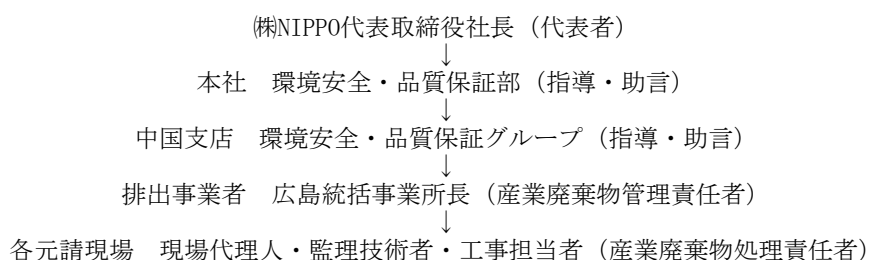 ㈱NIPPO代表取締役社長（代表者）
↓
本社　環境安全・品質保証部（指導・助言）
↓
中国支店　環境安全・品質保証グループ（指導・助言）
↓
排出事業者　広島統括事業所長（産業廃棄物管理責任者）
↓
各元請現場　現場代理人・監理技術者・工事担当者（産業廃棄物処理責任者）